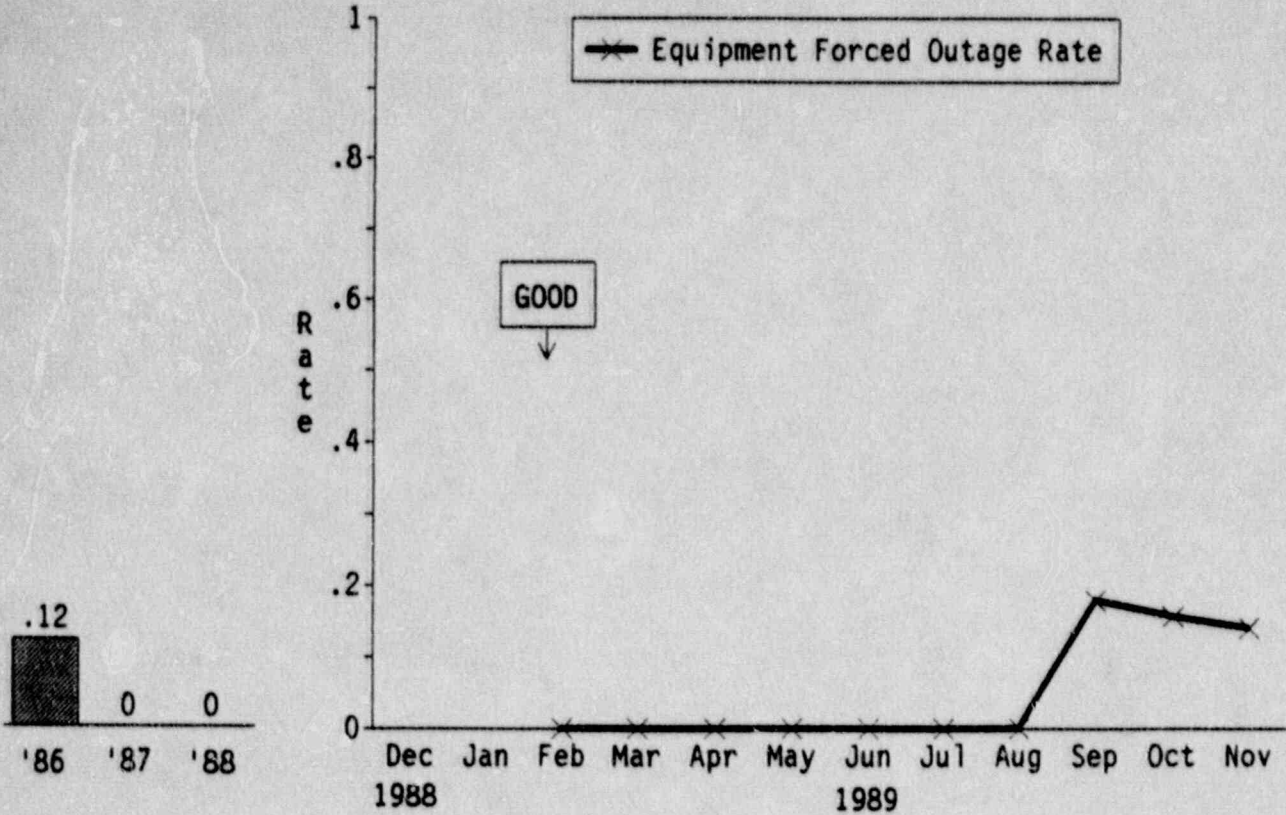 Equipment Forced Outage Rate
1
.8
.6
.4
.2
0
Rate
GOOD
.12
0
0
'86 '87 '88
Dec Jan Feb Mar Apr May Jun Jul Aug Sep Oct Nov
1988 1989